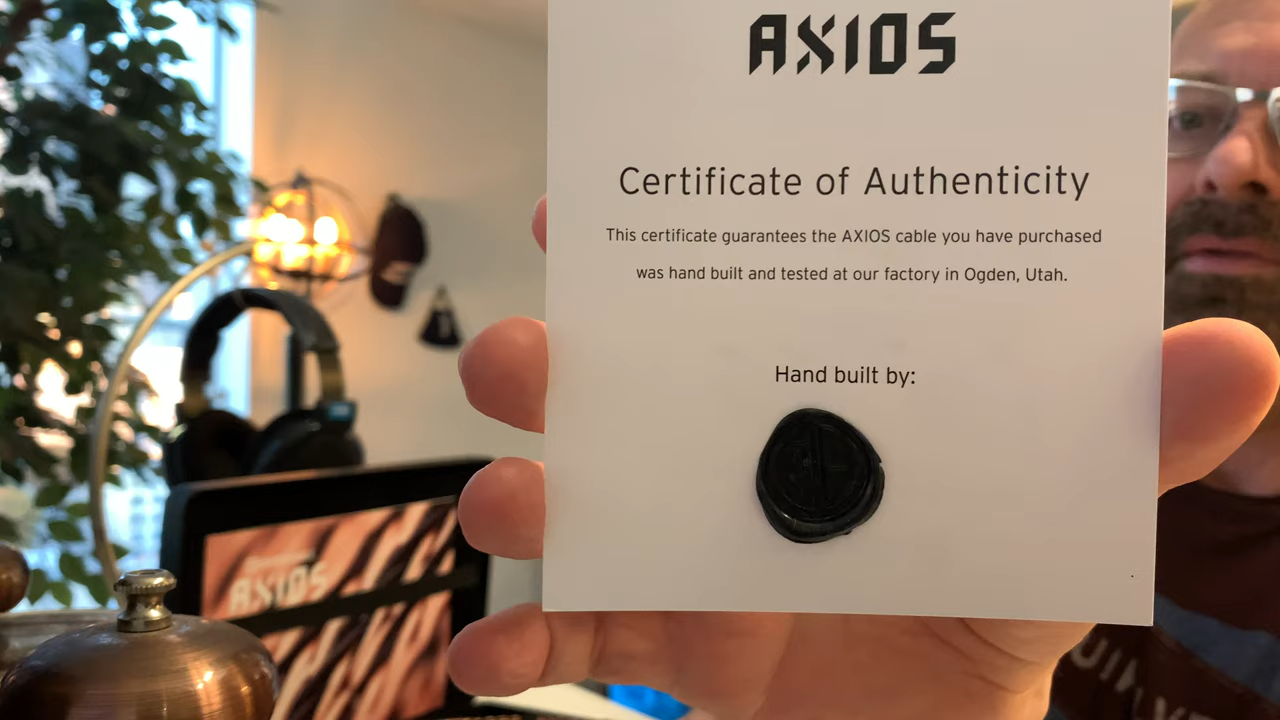 AXIOS
Certificate of Authenticity
This certificate guarantees the AXIOS cable you have purchased
was hand built and tested at our factory in Ogden, Utah.
Hand built by:
AXIOS